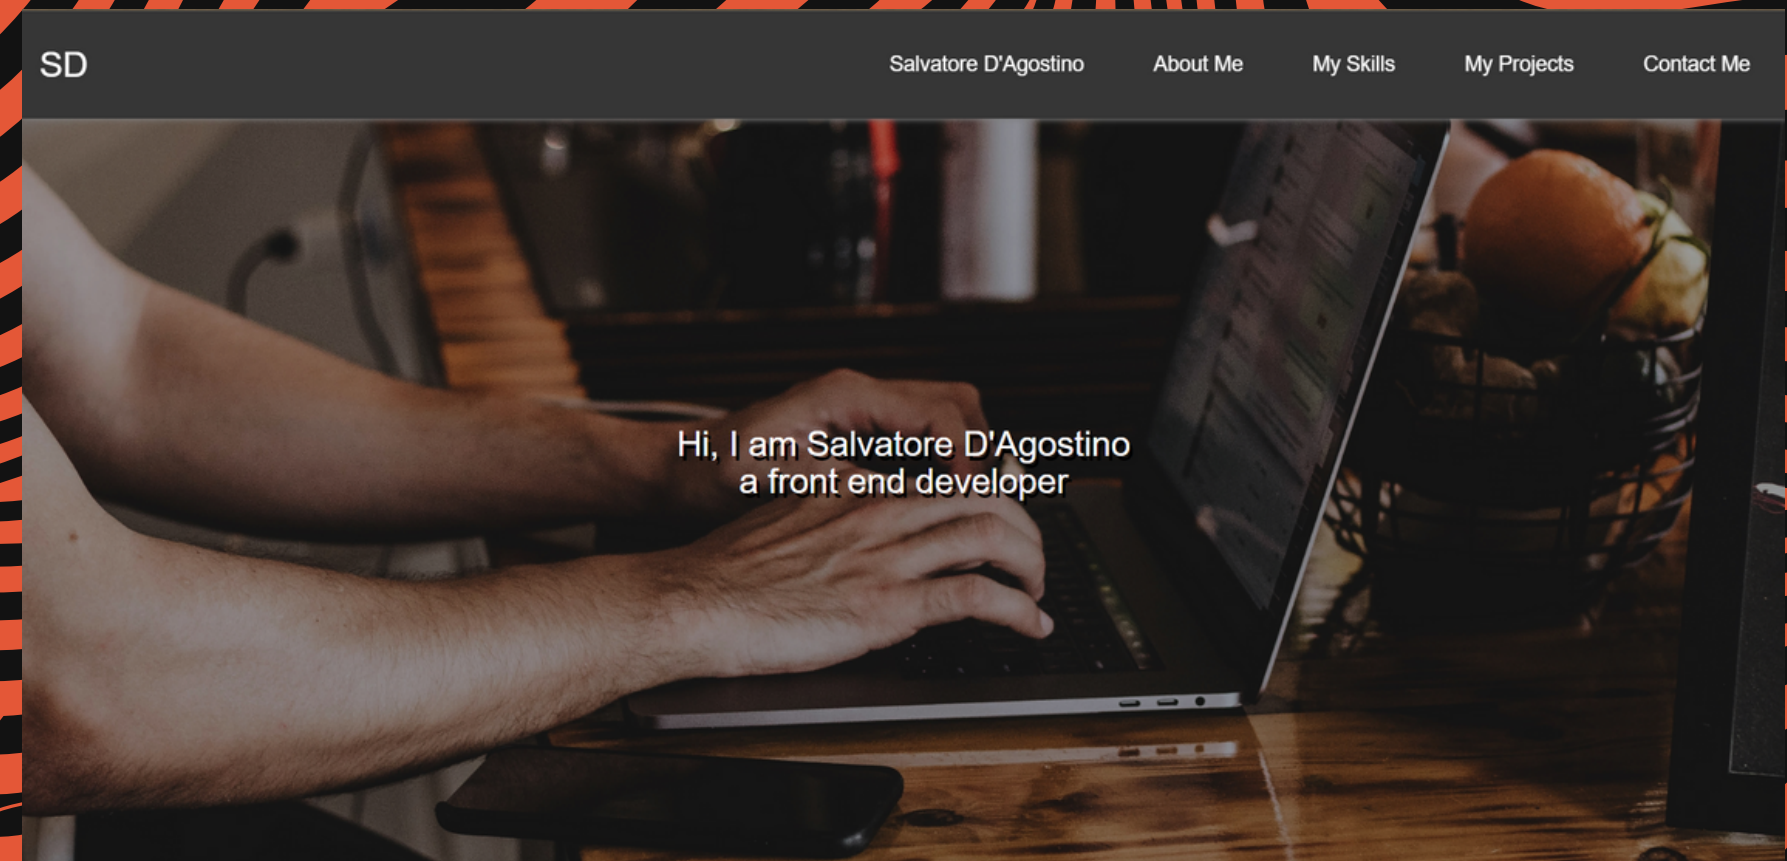 SD
Salvatore D'Agostino
About Me
My Skills
My Projects
Contact Me
Hi, I am Salvatore D'Agostino
a front end developer